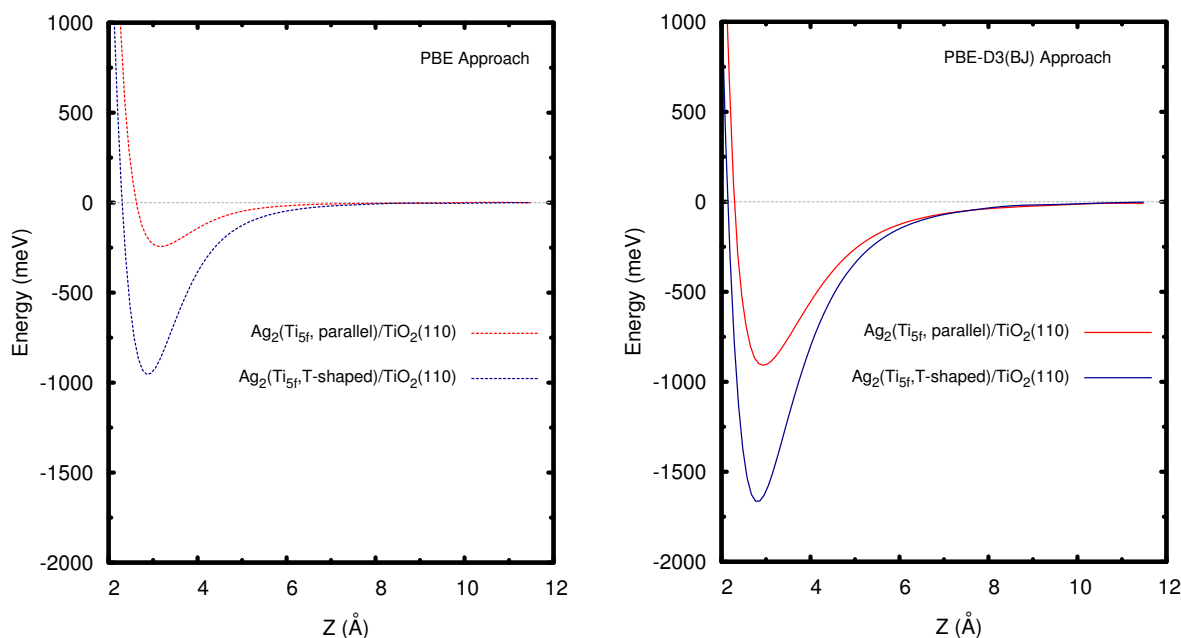 PBE Approach
1000
500
0
-500
-1000
-1500
-2000
Energy (meV)
Ag2(Ti5f, parallel)/TiO2(110)
Ag2(Ti5f,T-shaped)/TiO2(110)
2 4 6 8 10 12
Z (Å)
PBE-D3(BJ) Approach
1000
500
0
-500
-1000
-1500
-2000
Energy (meV)
Ag2(Ti5f, parallel)/TiO2(110)
Ag2(Ti5f,T-shaped)/TiO2(110)
2 4 6 8 10 12
Z (Å)